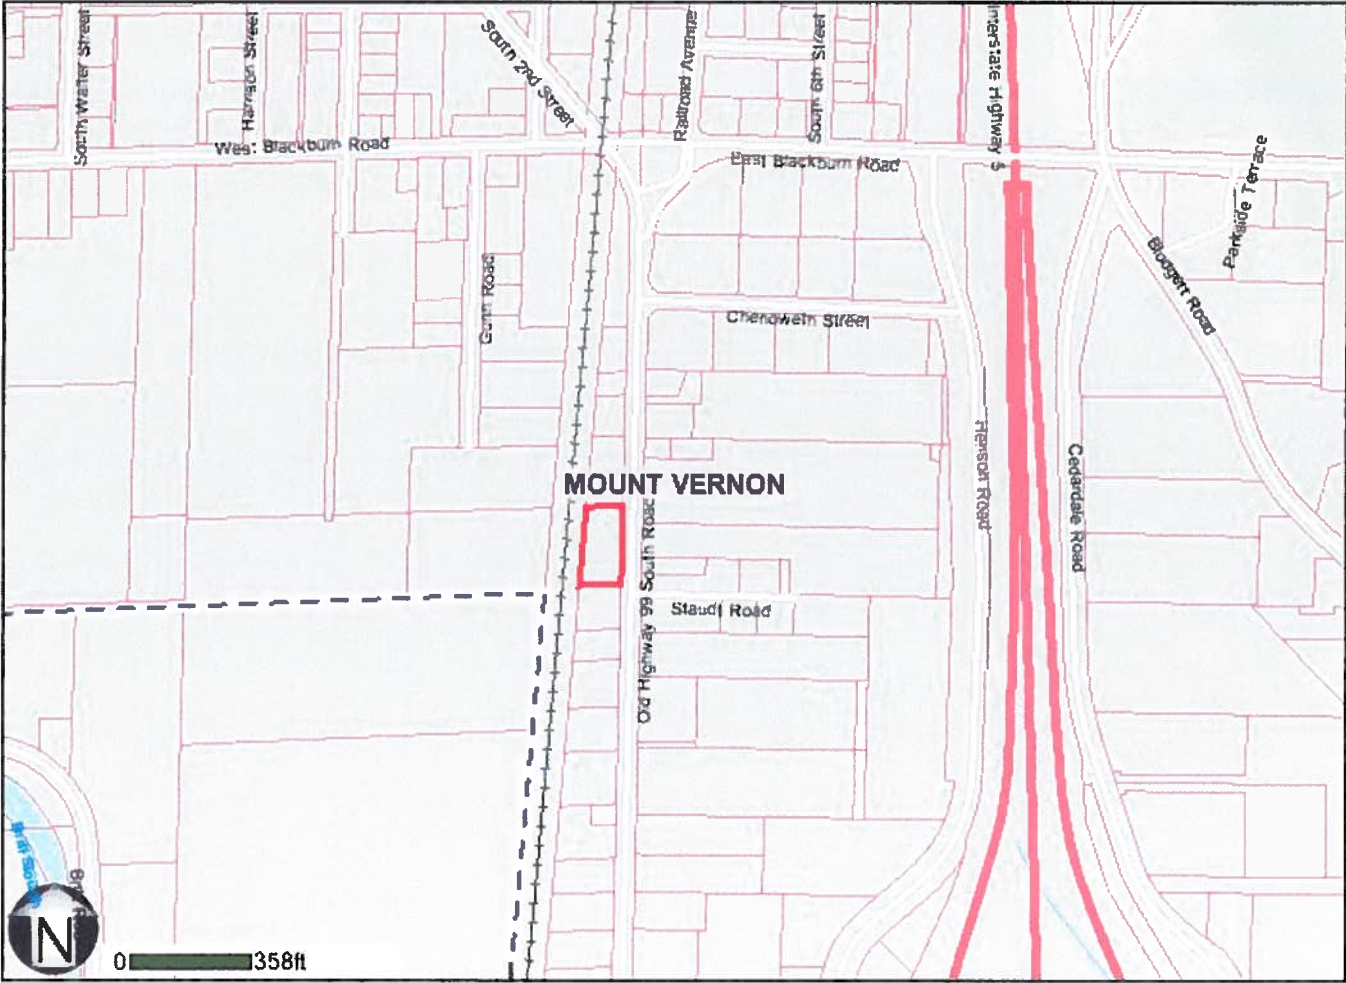 South Water Street
Harrison Street
South 2nd Street
Railroad Avenue
South 6th Street
Interstate Highway 5
West Blackburn Road
East Blackburn Road
Parkside Terrace
Blodgett Road
Gunn Road
Chenoweth Street
Henson Road
Cedardale Road
MOUNT VERNON
Old Highway 99 South Road
Staudt Road
N
0
358ft